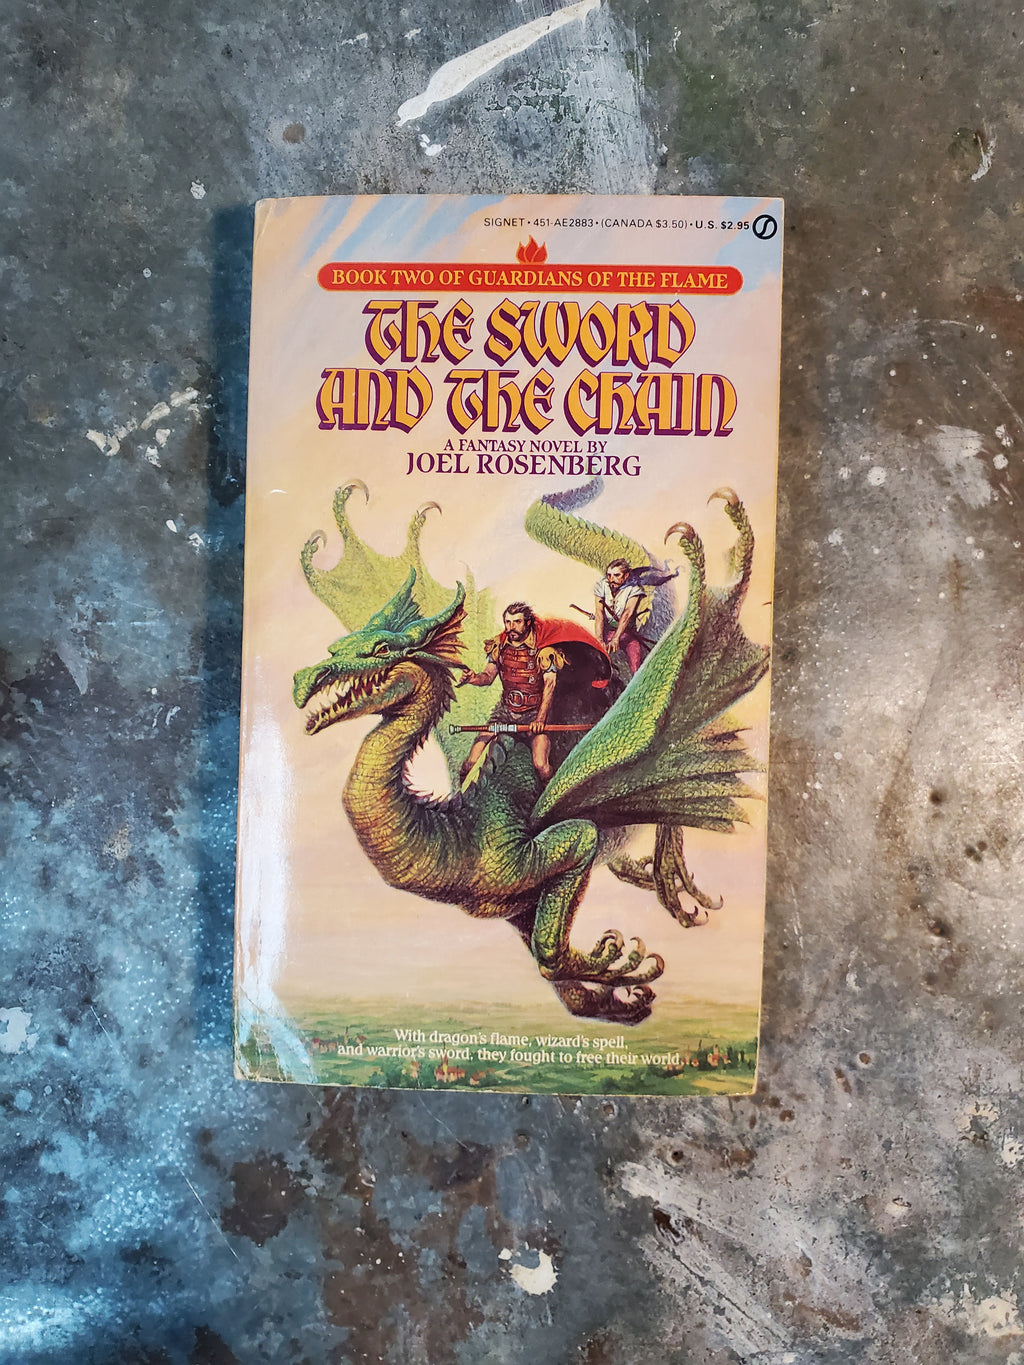 SIGNET • 451-AE2883 • (CANADA $3.50) • U.S. $2.95
BOOK TWO OF GUARDIANS OF THE FLAME
THE SWORD
AND THE CHAIN
A FANTASY NOVEL BY
JOEL ROSENBERG
With dragon's flame, wizard's spell,
and warrior's sword, they fought to free their world.